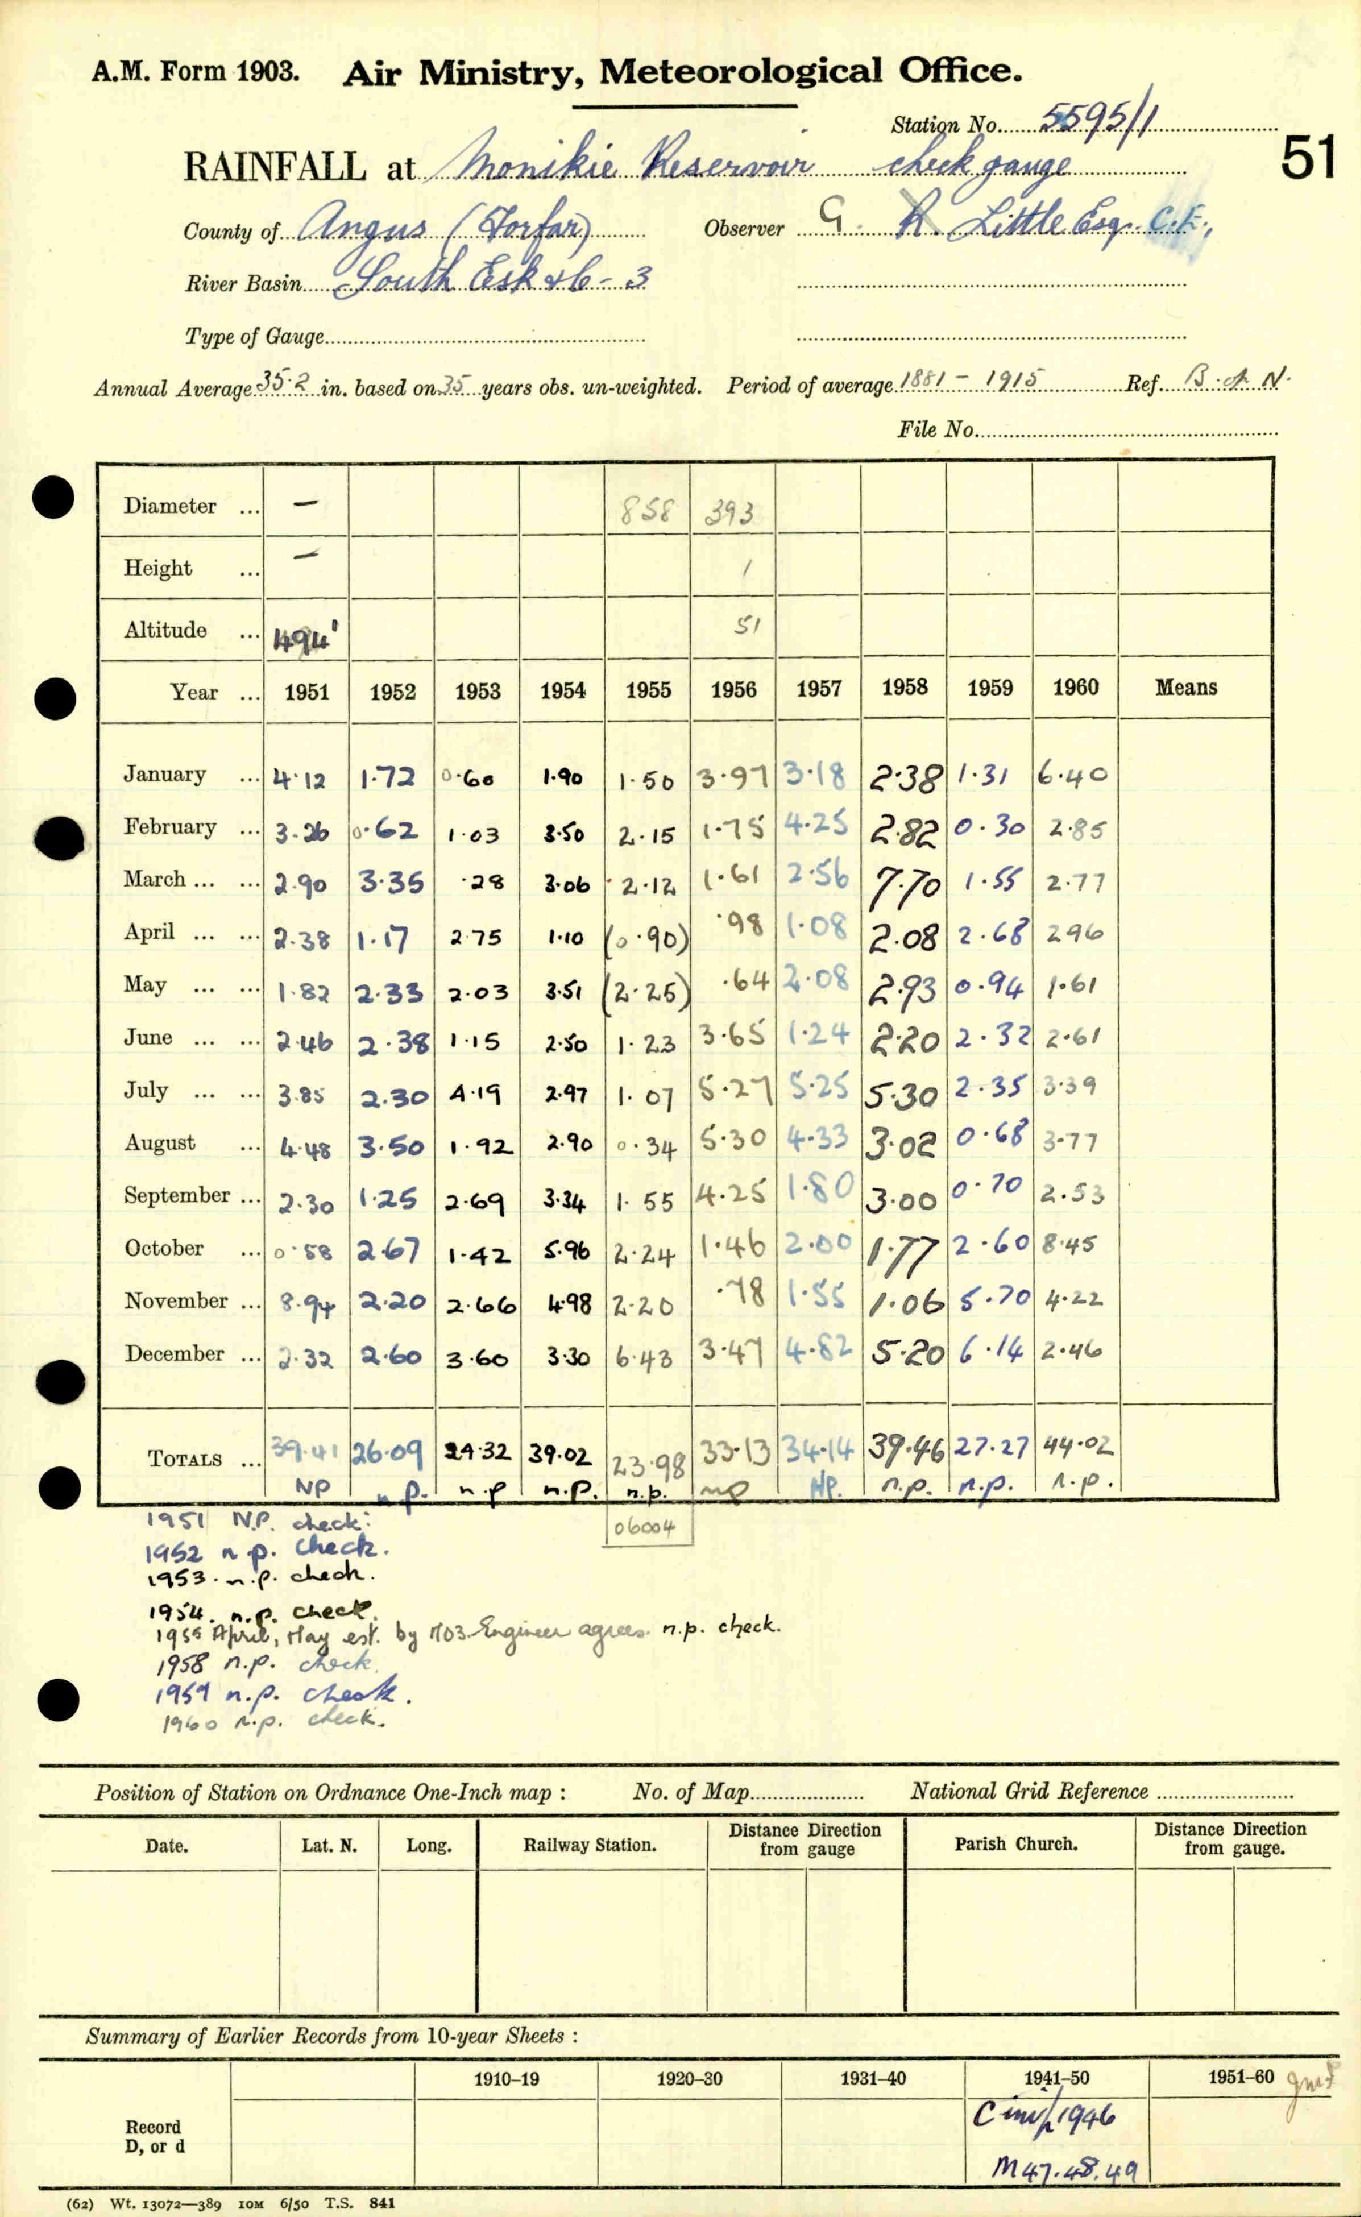 A.M. Form 1903. Air Ministry, Meteorological Office.
Station No. 5595/1
RAINFALL at Monikie Reservoir check gauge 51
County of Angus (Forfar) Observer G. R. Little Esq. C.E.,
River Basin South Esk &c - 3
Type of Gauge
Annual Average 35.2 in. based on 35 years obs. un-weighted. Period of average 1881 - 1915 Ref. B. of N.
File No.
Diameter ... — 858 393
Height ... — 1
Altitude ... 494' 51
Year ... 1951 1952 1953 1954 1955 1956 1957 1958 1959 1960 Means
January ... 4.12 1.72 0.60 1.90 1.50 3.97 3.18 2.38 1.31 6.40
February ... 3.26 0.62 1.03 3.50 2.15 1.75 4.25 2.82 0.30 2.85
March ... ... 2.90 3.35 .28 3.06 2.12 1.61 2.56 7.70 1.55 2.77
April ... ... 2.38 1.17 2.75 1.10 (0.90) .98 1.08 2.08 2.68 2.96
May ... ... 1.82 2.33 2.03 3.51 (2.25) .64 2.08 2.93 0.94 1.61
June ... ... 2.46 2.38 1.15 2.50 1.23 3.65 1.24 2.20 2.32 2.61
July ... ... 3.85 2.30 4.19 2.97 1.07 5.27 5.25 5.30 2.35 3.39
August ... 4.48 3.50 1.92 2.90 0.34 5.30 4.33 3.02 0.68 3.77
September ... 2.30 1.25 2.69 3.34 1.55 4.25 1.80 3.00 0.70 2.53
October ... 0.58 2.67 1.42 5.96 2.24 1.46 2.00 1.77 2.60 8.45
November ... 8.94 2.20 2.66 4.98 2.20 .78 1.55 1.06 5.70 4.22
December ... 2.32 2.60 3.60 3.30 6.43 3.47 4.82 5.20 6.14 2.46
TOTALS ... 39.41 26.09 24.32 39.02 23.98 33.13 34.14 39.46 27.27 44.02
NP n.p. n.p n.p. n.p. np NP. n.p. n.p. n.p.
06004
1951 N.P. check.
1952 n.p. check.
1953. n.p. check.
1954. n.p. check.
1955 April, May est. by MO3. Engineer agrees. n.p. check.
1958 n.p. check.
1959 n.p. check.
1960 n.p. check.
Position of Station on Ordnance One-Inch map : No. of Map National Grid Reference
Date. Lat. N. Long. Railway Station. Distance Direction from gauge Parish Church. Distance Direction from gauge.
Summary of Earlier Records from 10-year Sheets :
1910–19 1920–30 1931–40 1941–50 1951–60
Record D, or d
1946
M 47.48.49
(62) Wt. 13072—389 10M 6/50 T.S. 841